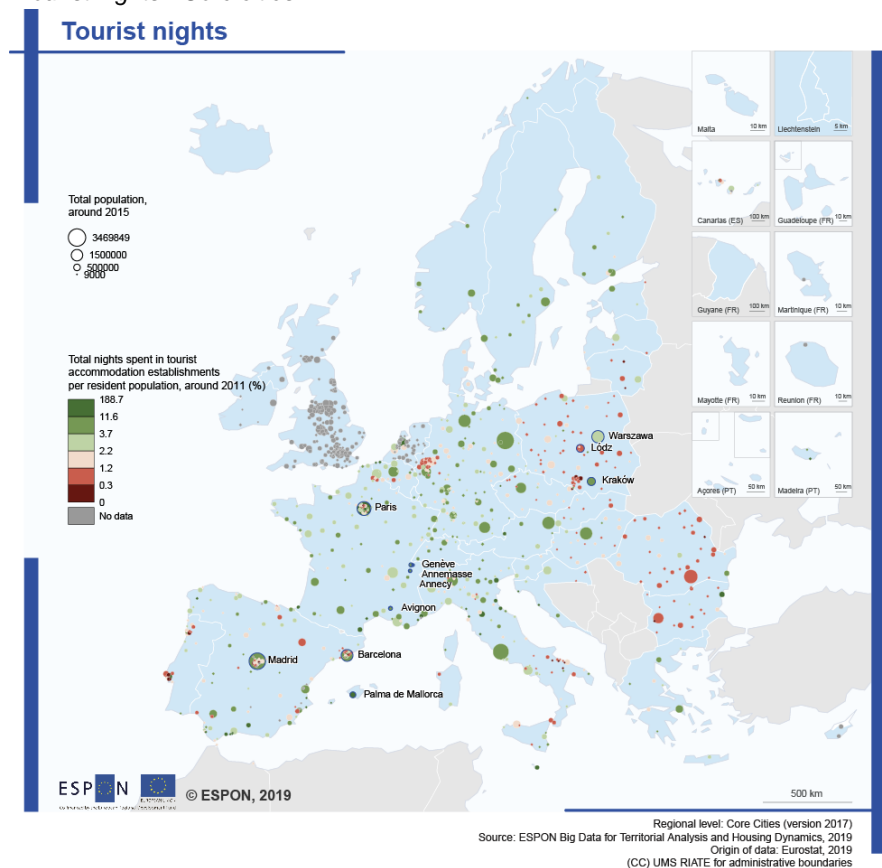 Tourist nights
Total population,
around 2015
3469849
1500000
500000
9000
Total nights spent in tourist
accommodation establishments
per resident population, around 2011 (%)
188.7
11.6
3.7
2.2
1.2
0.3
0
No data
Warszawa
Lódz
Kraków
Paris
Genève
Annemasse
Annecy
Avignon
Madrid
Barcelona
Palma de Mallorca
Malta
10 km
Liechtenstein
5 km
Canarias (ES)
100 km
Guadeloupe (FR)
10 km
Guyane (FR)
100 km
Martinique (FR)
10 km
Mayotte (FR)
10 km
Reunion (FR)
10 km
Açores (PT)
50 km
Madeira (PT)
50 km
ESPON
© ESPON, 2019
500 km
Regional level: Core Cities (version 2017)
Source: ESPON Big Data for Territorial Analysis and Housing Dynamics, 2019
Origin of data: Eurostat, 2019
(CC) UMS RIATE for administrative boundaries